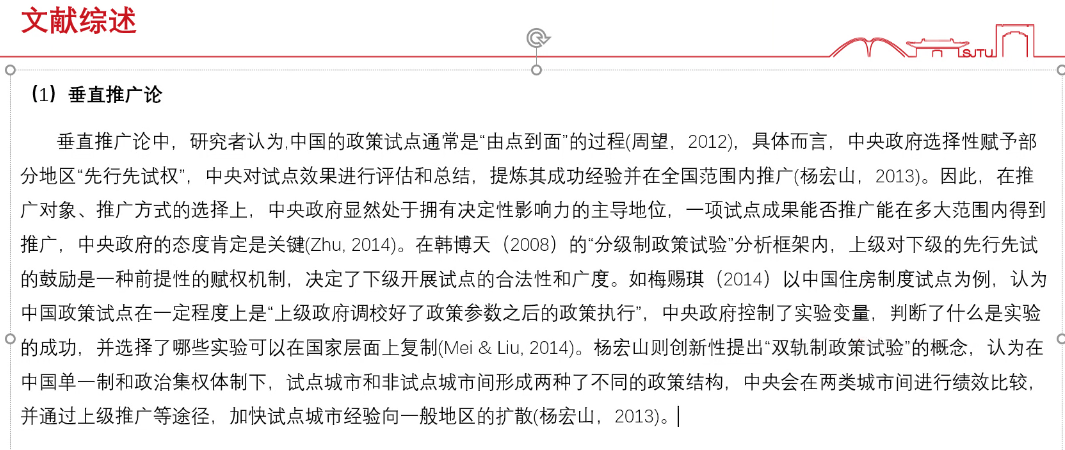 文献综述
SJTU
（1）垂直推广论
垂直推广论中，研究者认为,中国的政策试点通常是“由点到面”的过程(周望，2012)，具体而言，中央政府选择性赋予部
分地区“先行先试权”，中央对试点效果进行评估和总结，提炼其成功经验并在全国范围内推广(杨宏山，2013)。因此，在推
广对象、推广方式的选择上，中央政府显然处于拥有决定性影响力的主导地位，一项试点成果能否推广能在多大范围内得到
推广，中央政府的态度肯定是关键(Zhu, 2014)。在韩博天（2008）的“分级制政策试验”分析框架内，上级对下级的先行先试
的鼓励是一种前提性的赋权机制，决定了下级开展试点的合法性和广度。如梅赐琪（2014）以中国住房制度试点为例，认为
中国政策试点在一定程度上是“上级政府调校好了政策参数之后的政策执行”，中央政府控制了实验变量，判断了什么是实验
的成功，并选择了哪些实验可以在国家层面上复制(Mei & Liu, 2014)。杨宏山则创新性提出“双轨制政策试验”的概念，认为在
中国单一制和政治集权体制下，试点城市和非试点城市间形成两种了不同的政策结构，中央会在两类城市间进行绩效比较，
并通过上级推广等途径，加快试点城市经验向一般地区的扩散(杨宏山，2013)。